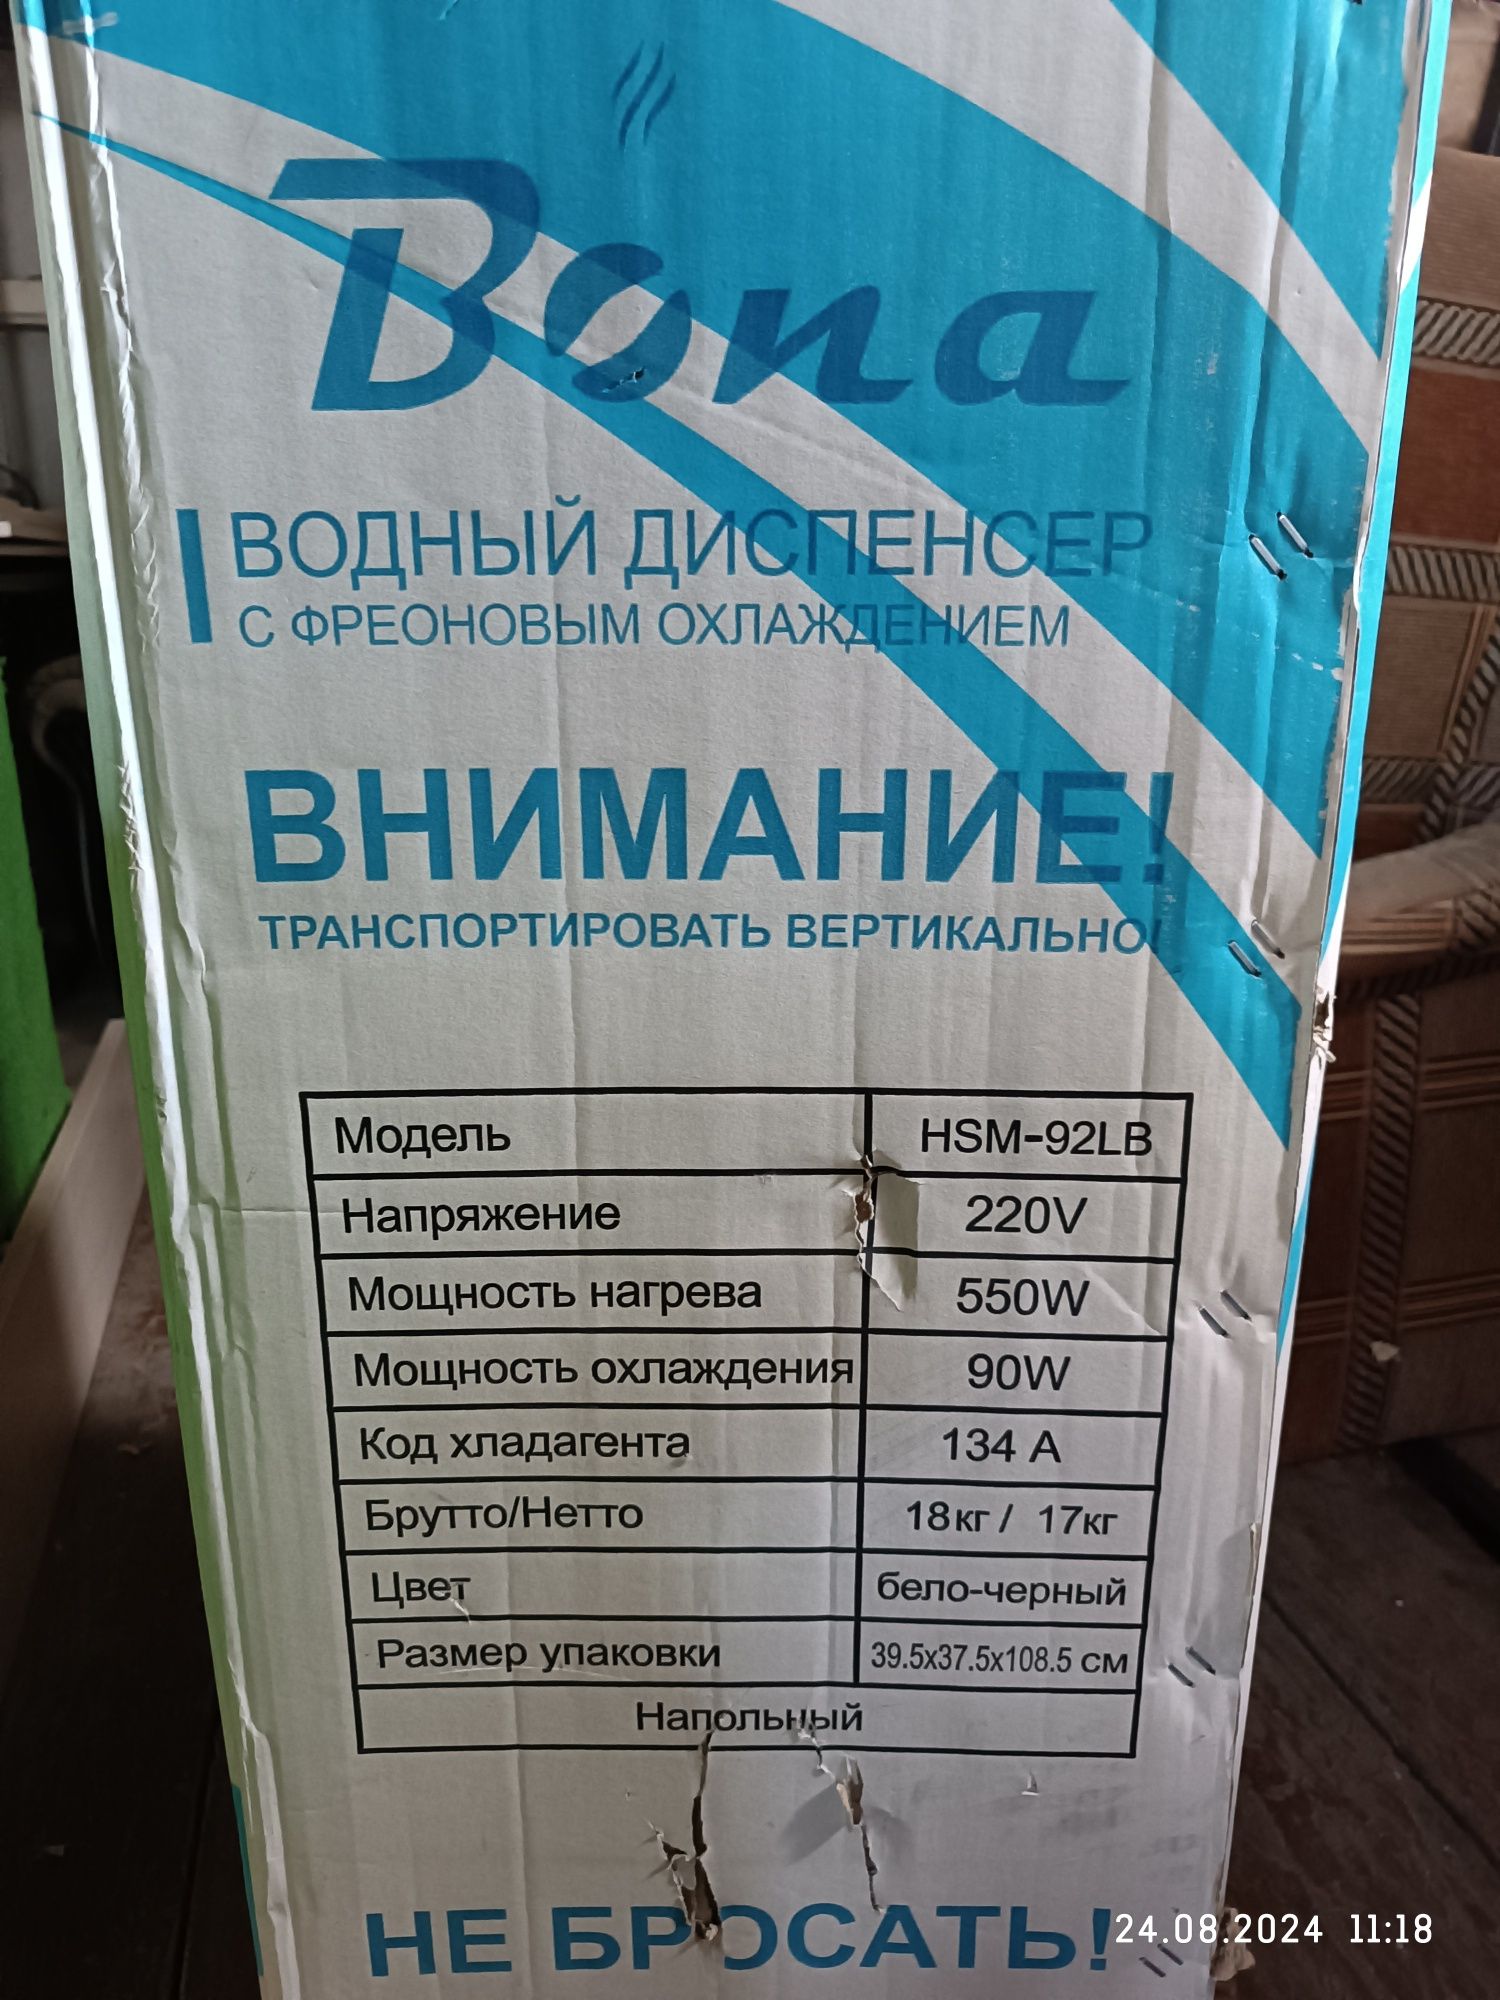 Bona
ВОДНЫЙ ДИСПЕНСЕР
С ФРЕОНОВЫМ ОХЛАЖДЕНИЕМ
ВНИМАНИЕ!
ТРАНСПОРТИРОВАТЬ ВЕРТИКАЛЬНО!
Модель HSM-92LB
Напряжение 220V
Мощность нагрева 550W
Мощность охлаждения 90W
Код хладагента 134 A
Брутто/Нетто 18кг / 17кг
Цвет бело-черный
Размер упаковки 39.5x37.5x108.5 см
Напольный
НЕ БРОСАТЬ!
24.08.2024 11:18